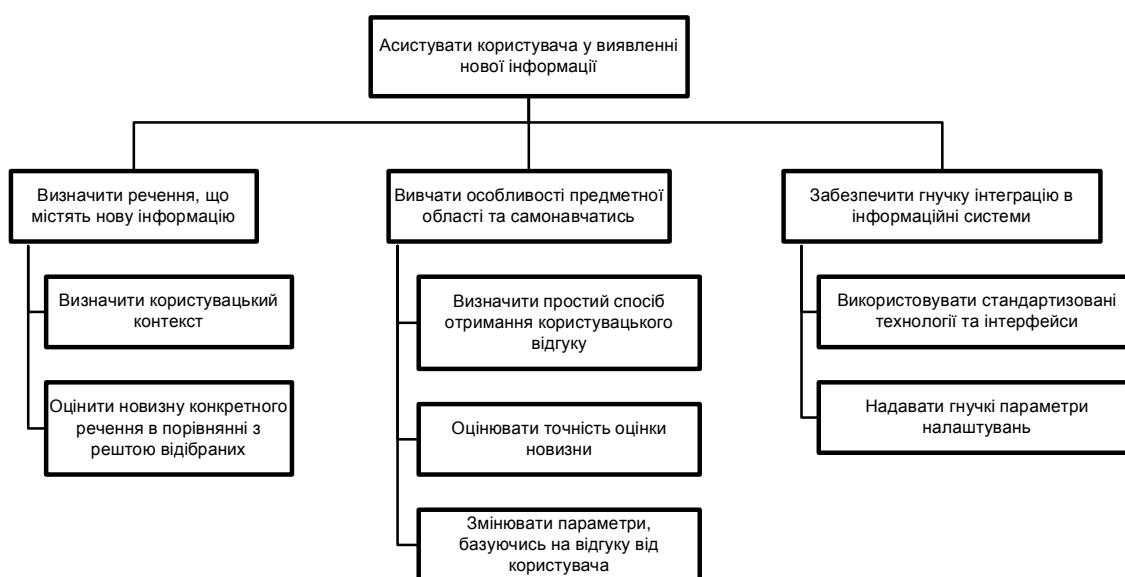 Асистувати користувача у виявленні
нової інформації
Визначити речення, що
містять нову інформацію
Визначити користувацький
контекст
Оцінити новизну конкретного
речення в порівнянні з
рештою відібраних
Вивчати особливості предметної
області та самонавчатись
Визначити простий спосіб
отримання користувацького
відгуку
Оцінювати точність оцінки
новизни
Змінювати параметри,
базуючись на відгуку від
користувача
Забезпечити гнучку інтеграцію в
інформаційні системи
Використовувати стандартизовані
технології та інтерфейси
Надавати гнучкі параметри
налаштувань